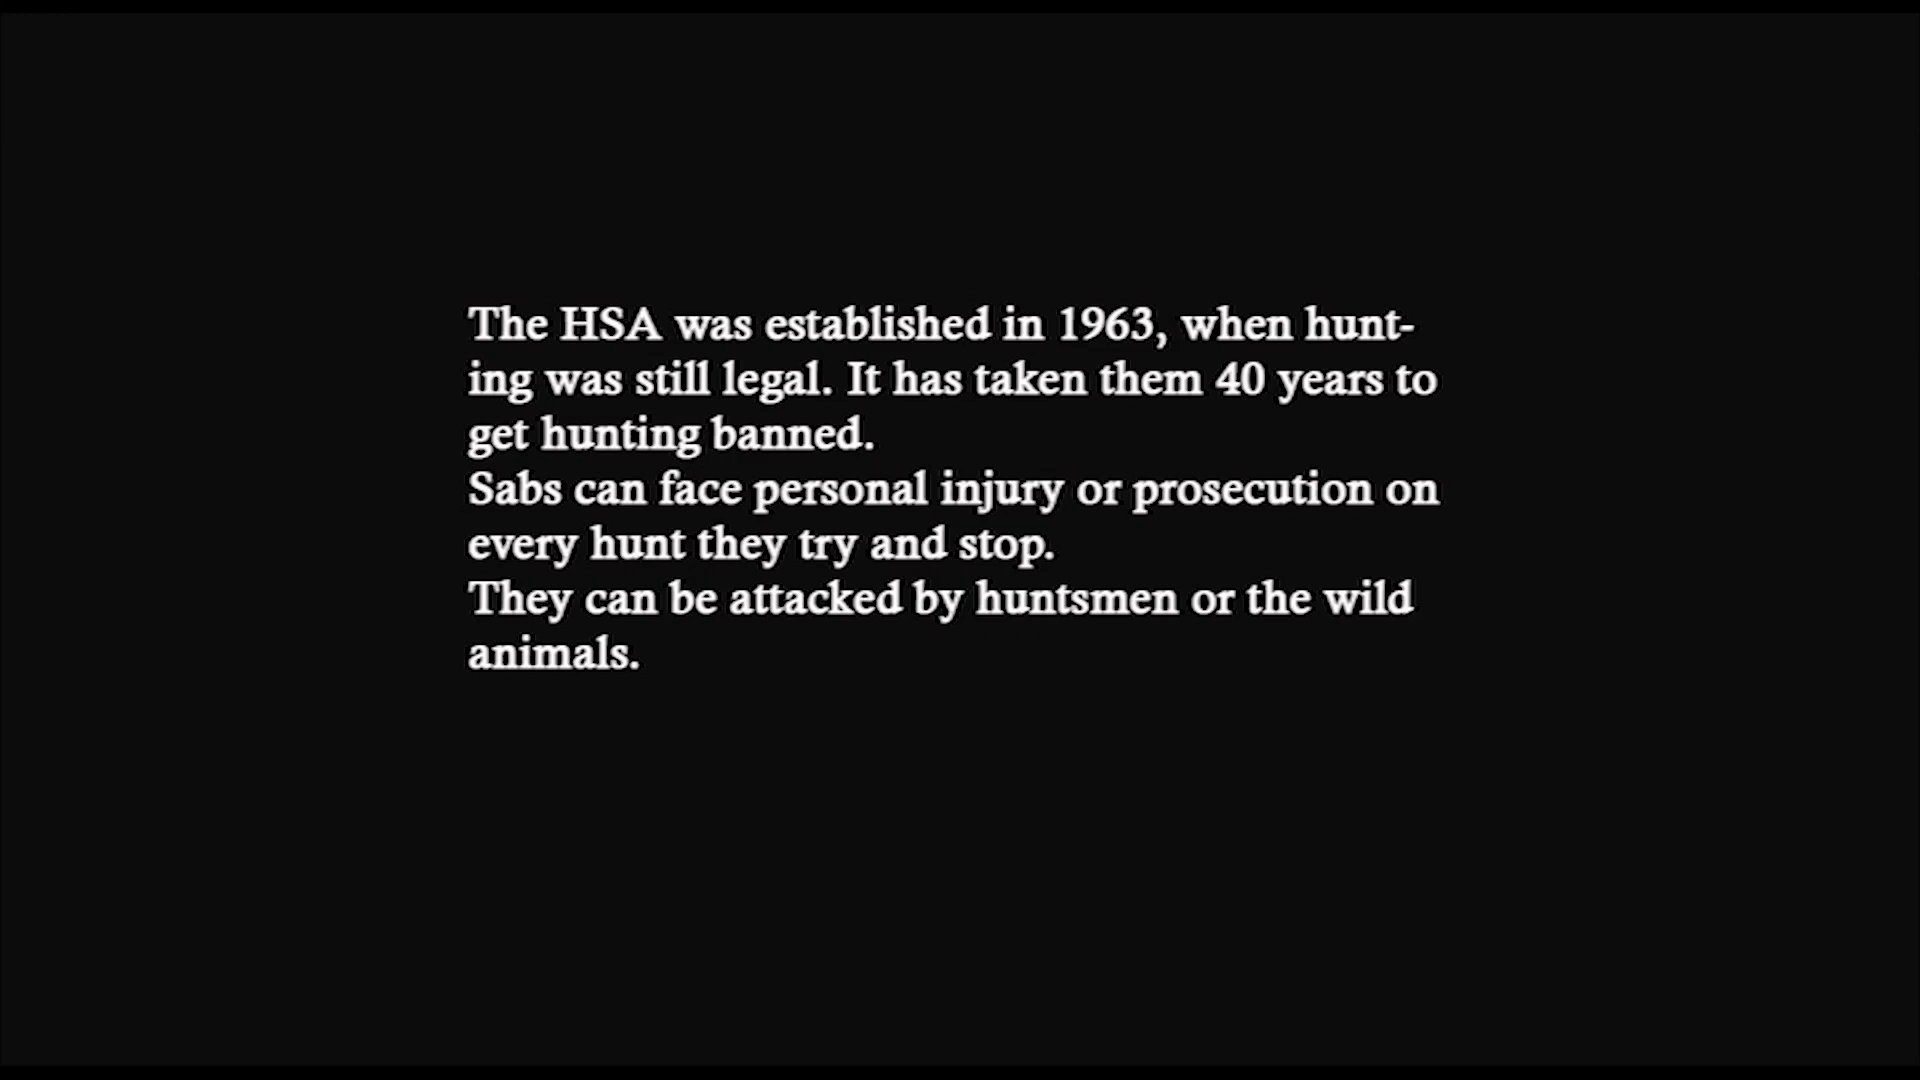 The HSA was established in 1963, when hunt-
ing was still legal. It has taken them 40 years to
get hunting banned.
Sabs can face personal injury or prosecution on
every hunt they try and stop.
They can be attacked by huntsmen or the wild
animals.